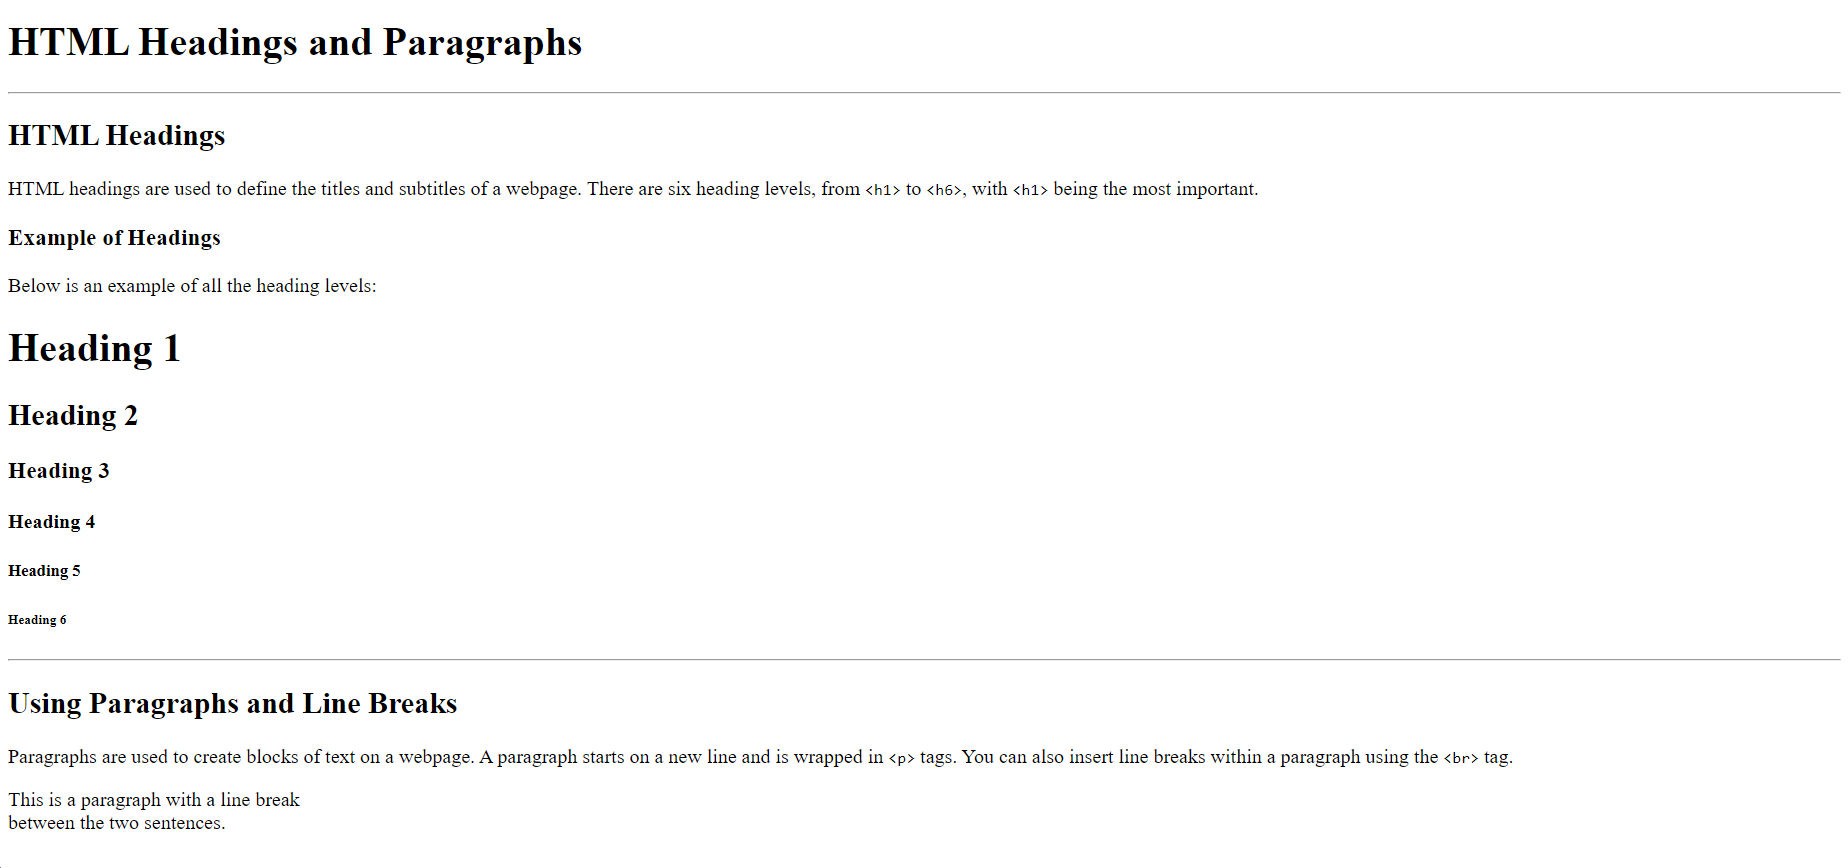 HTML Headings and Paragraphs
HTML Headings
HTML headings are used to define the titles and subtitles of a webpage. There are six heading levels, from <h1> to <h6>, with <h1> being the most important.
Example of Headings
Below is an example of all the heading levels:
Heading 1
Heading 2
Heading 3
Heading 4
Heading 5
Heading 6
Using Paragraphs and Line Breaks
Paragraphs are used to create blocks of text on a webpage. A paragraph starts on a new line and is wrapped in <p> tags. You can also insert line breaks within a paragraph using the <br> tag.
This is a paragraph with a line break
between the two sentences.